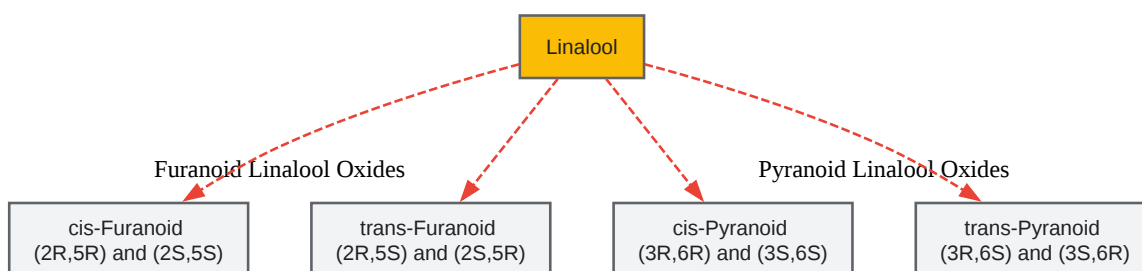 Linalool
Furanoid Linalool Oxides
Pyranoid Linalool Oxides
cis-Furanoid
(2R,5R) and (2S,5S)
trans-Furanoid
(2R,5S) and (2S,5R)
cis-Pyranoid
(3R,6R) and (3S,6S)
trans-Pyranoid
(3R,6S) and (3S,6R)